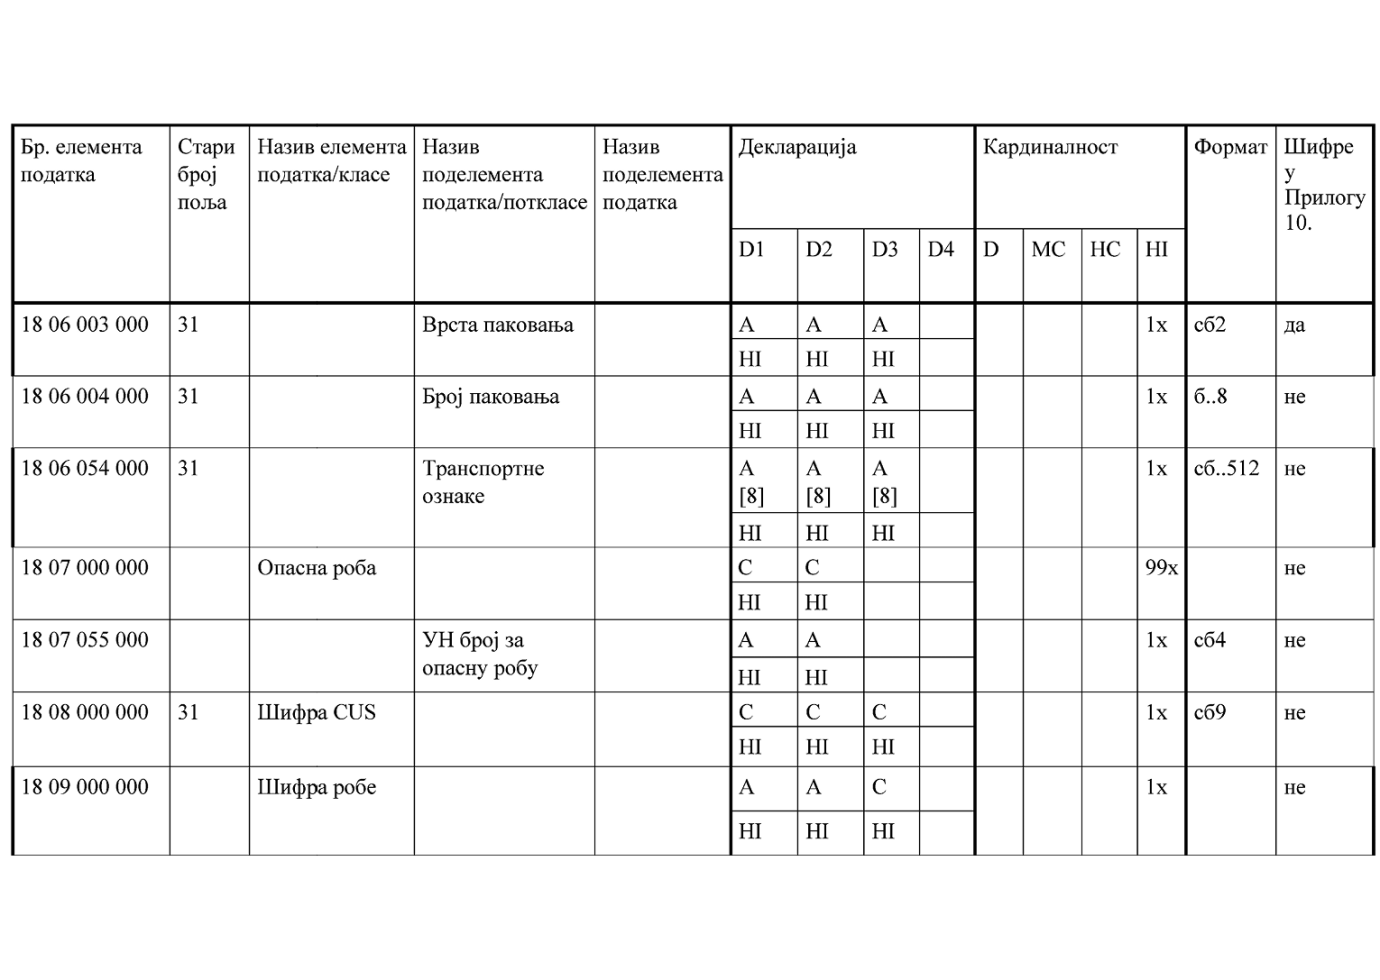 Бр. елемента податка Стари број поља Назив елемента податка/класе Назив поделемента податка/поткласе Назив поделемента податка Декларација Кардиналност Формат Шифре у Прилогу 10.
D1 D2 D3 D4 D MC HC HI
18 06 003 000 31 Врста паковања А А А 1x сб2 да
HI HI HI
18 06 004 000 31 Број паковања А А А 1x б..8 не
HI HI HI
18 06 054 000 31 Транспортне ознаке А [8] А [8] А [8] 1x сб..512 не
HI HI HI
18 07 000 000 Опасна роба C C 99x не
HI HI
18 07 055 000 УН број за опасну робу А А 1x сб4 не
HI HI
18 08 000 000 31 Шифра CUS C C C 1x сб9 не
HI HI HI
18 09 000 000 Шифра робе А А C 1x не
HI HI HI